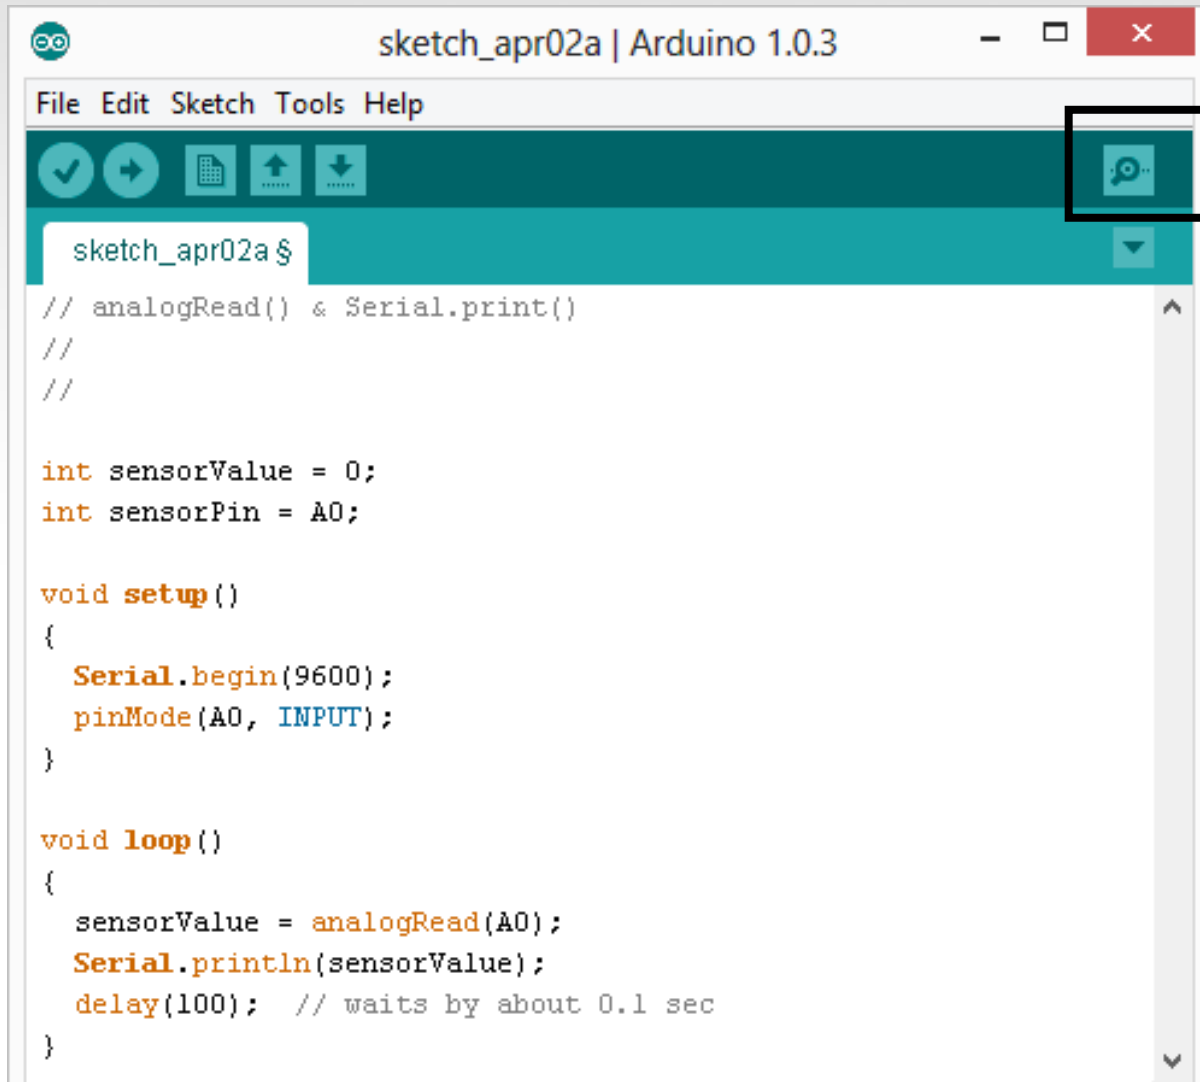 sketch_apr02a | Arduino 1.0.3
File Edit Sketch Tools Help
sketch_apr02a §
// analogRead() & Serial.print()
//
//
int sensorValue = 0;
int sensorPin = A0;
void setup()
{
  Serial.begin(9600);
  pinMode(A0, INPUT);
}
void loop()
{
  sensorValue = analogRead(A0);
  Serial.println(sensorValue);
  delay(100);  // waits by about 0.1 sec
}